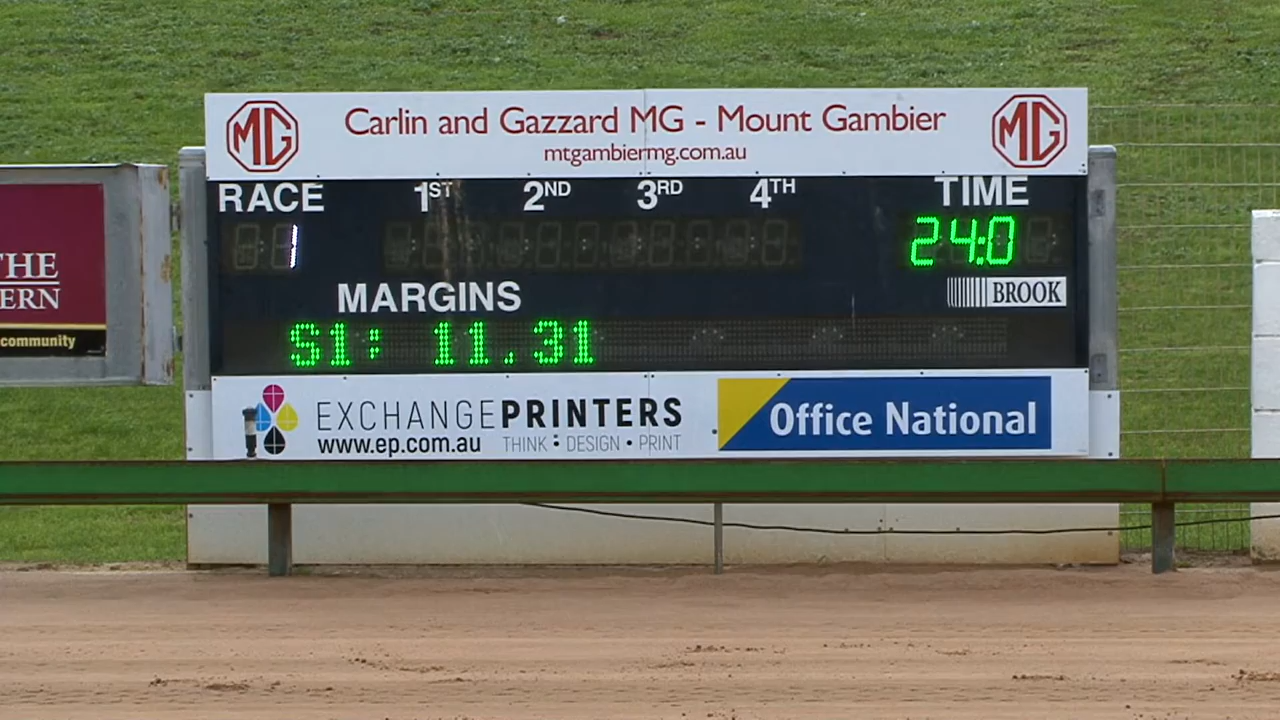 MG Carlin and Gazzard MG - Mount Gambier MG
mtgambiermg.com.au
RACE 1ST 2ND 3RD 4TH TIME
1 24:0
BROOK
MARGINS
S1: 11.31
THE
ERN
community
EXCHANGEPRINTERS
www.ep.com.au THINK : DESIGN • PRINT
Office National